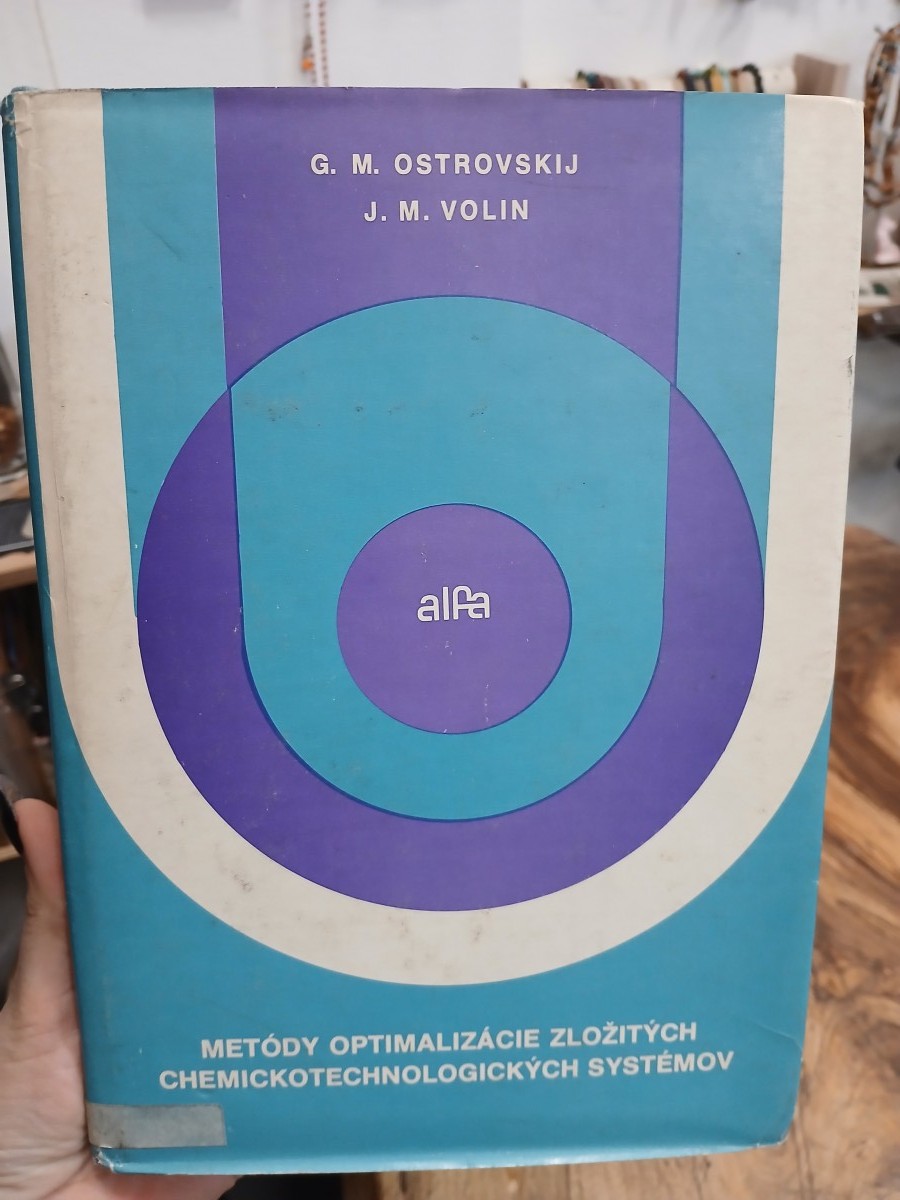 G. M. OSTROVSKIJ
J. M. VOLIN
alfa
METÓDY OPTIMALIZÁCIE ZLOŽITÝCH
CHEMICKOTECHNOLOGICKÝCH SYSTÉMOV